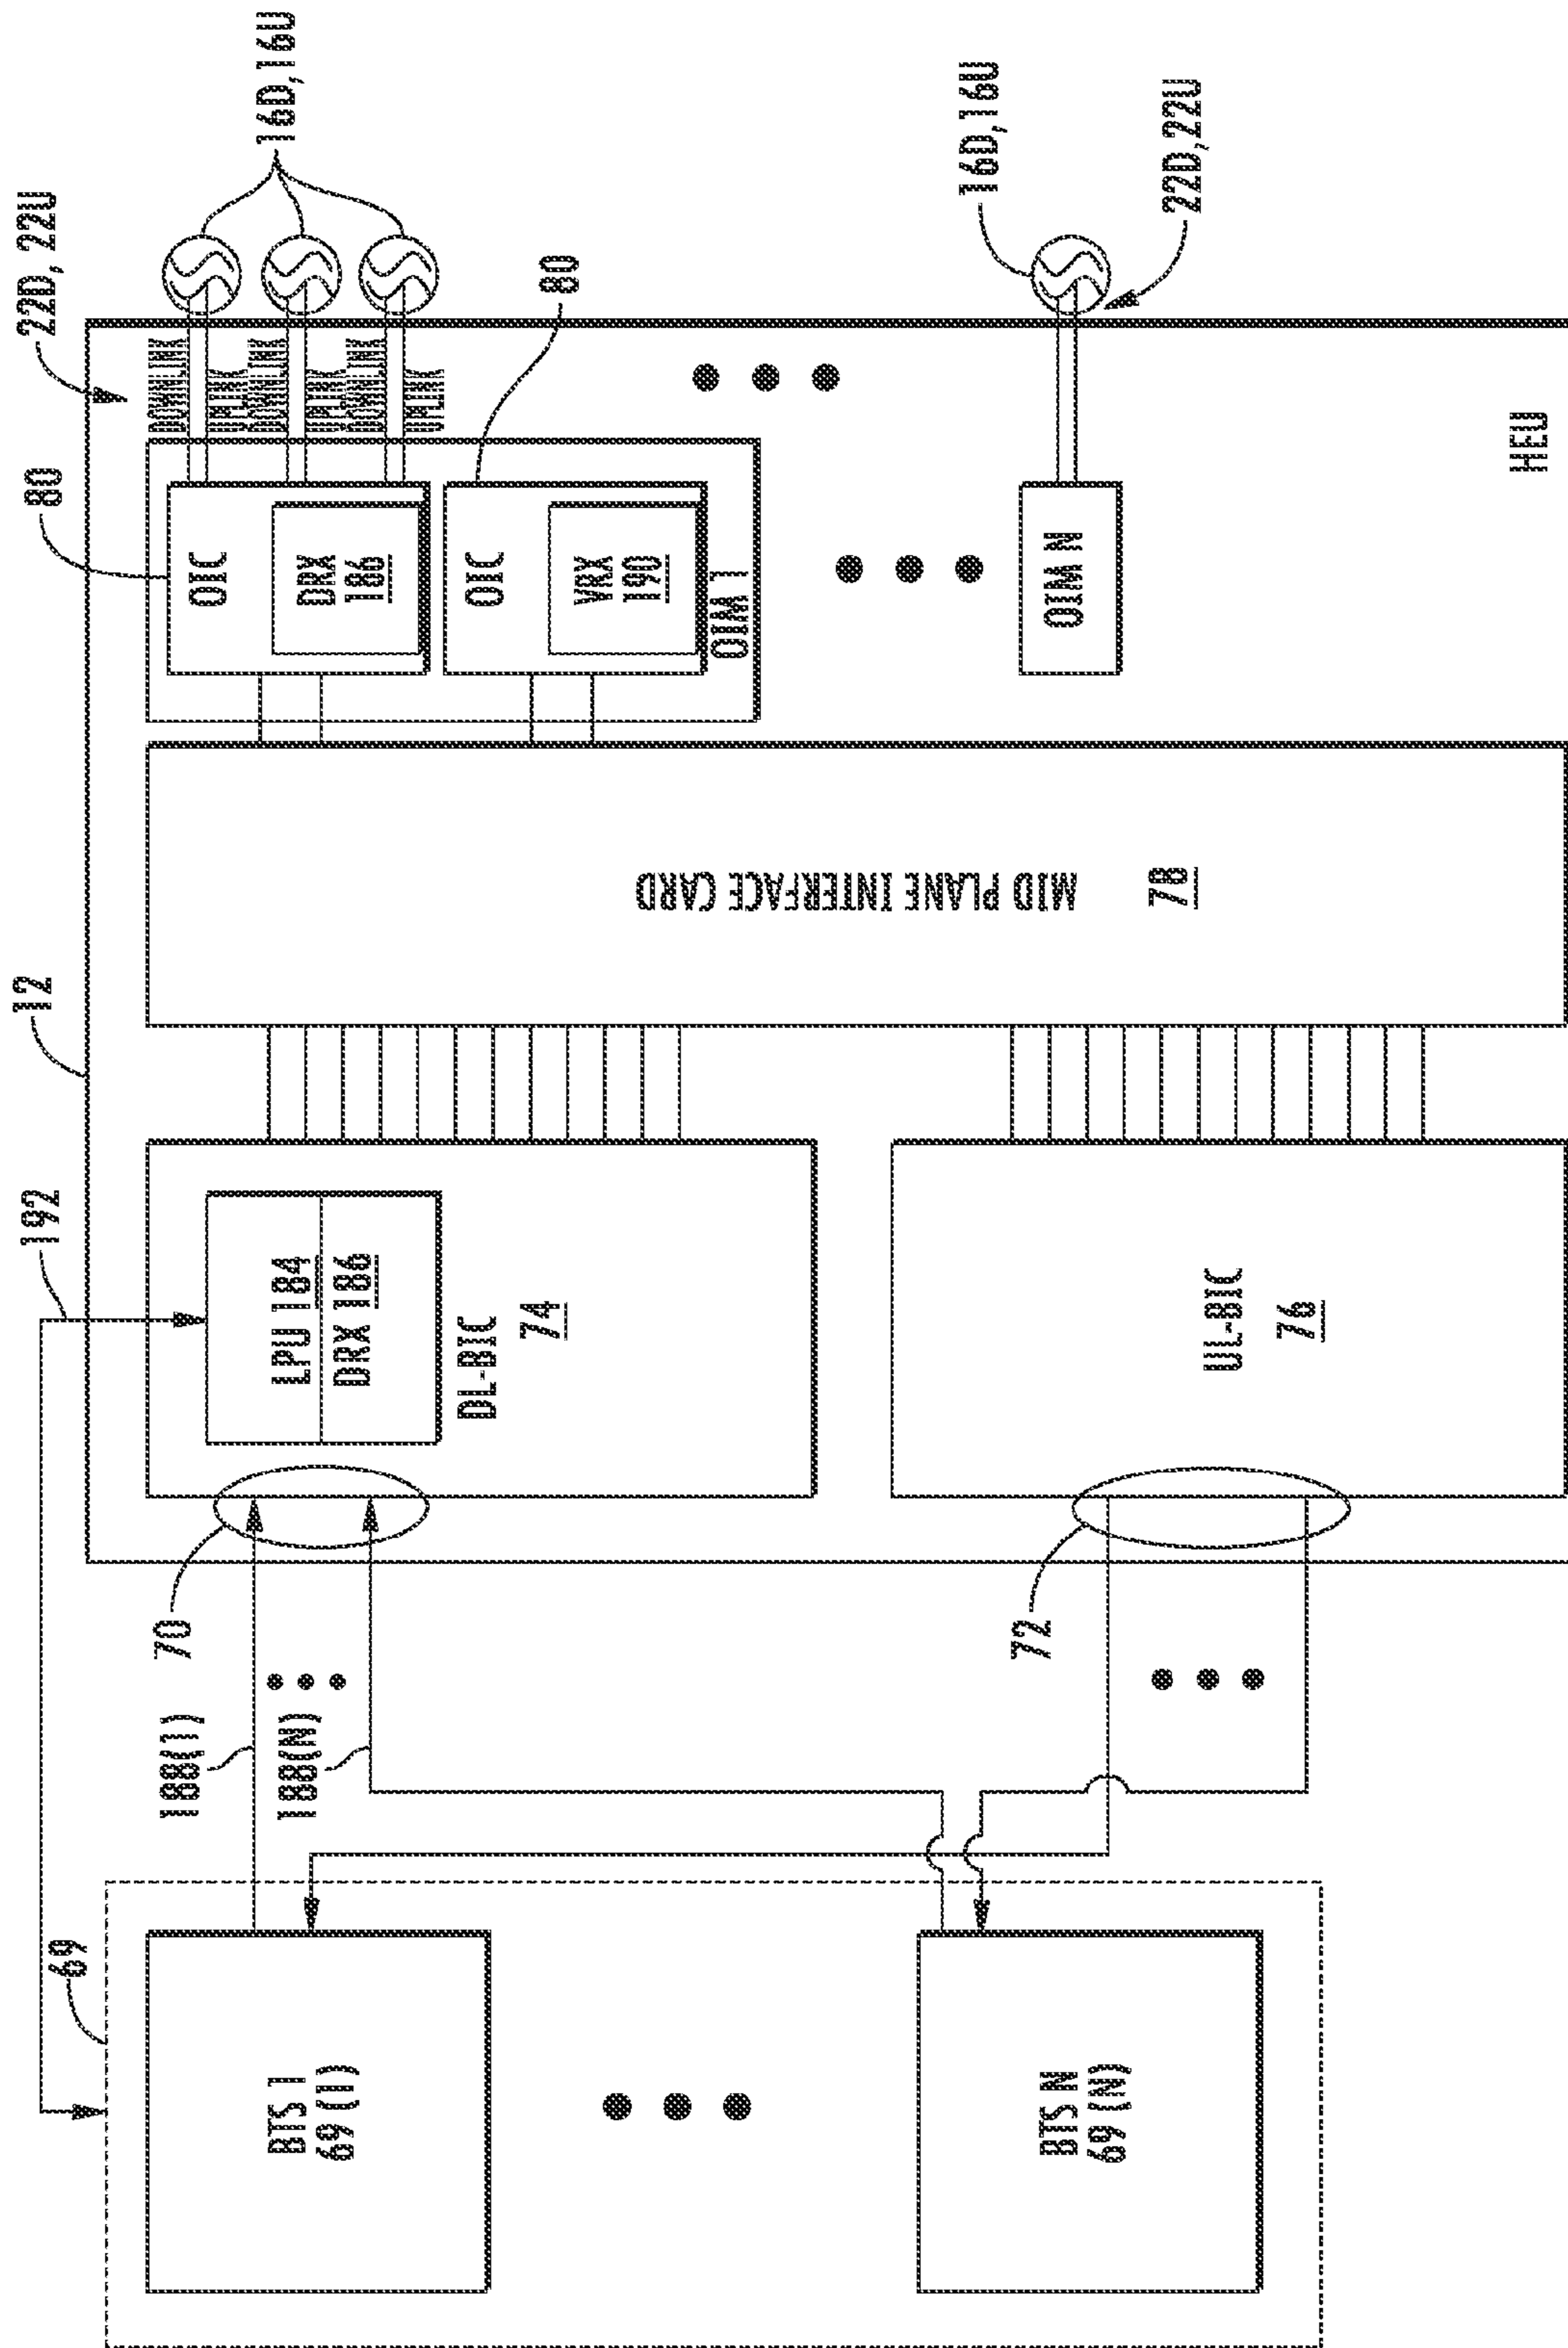 12
192
69
22D, 22U
16D,16U
80
80
DOWNLINK
UPLINK
DOWNLINK
UPLINK
DOWNLINK
UPLINK
BTS 1
69 (1)
188(1)
188(N)
70
LPU 184
DRX 186
DL-BIC
74
OIC
DRX
186
OIC
VRX
190
OIM 1
MID PLANE INTERFACE CARD
78
BTS N
69 (N)
72
UL-BIC
76
OIM N
16D,16U
22D,22U
HEU